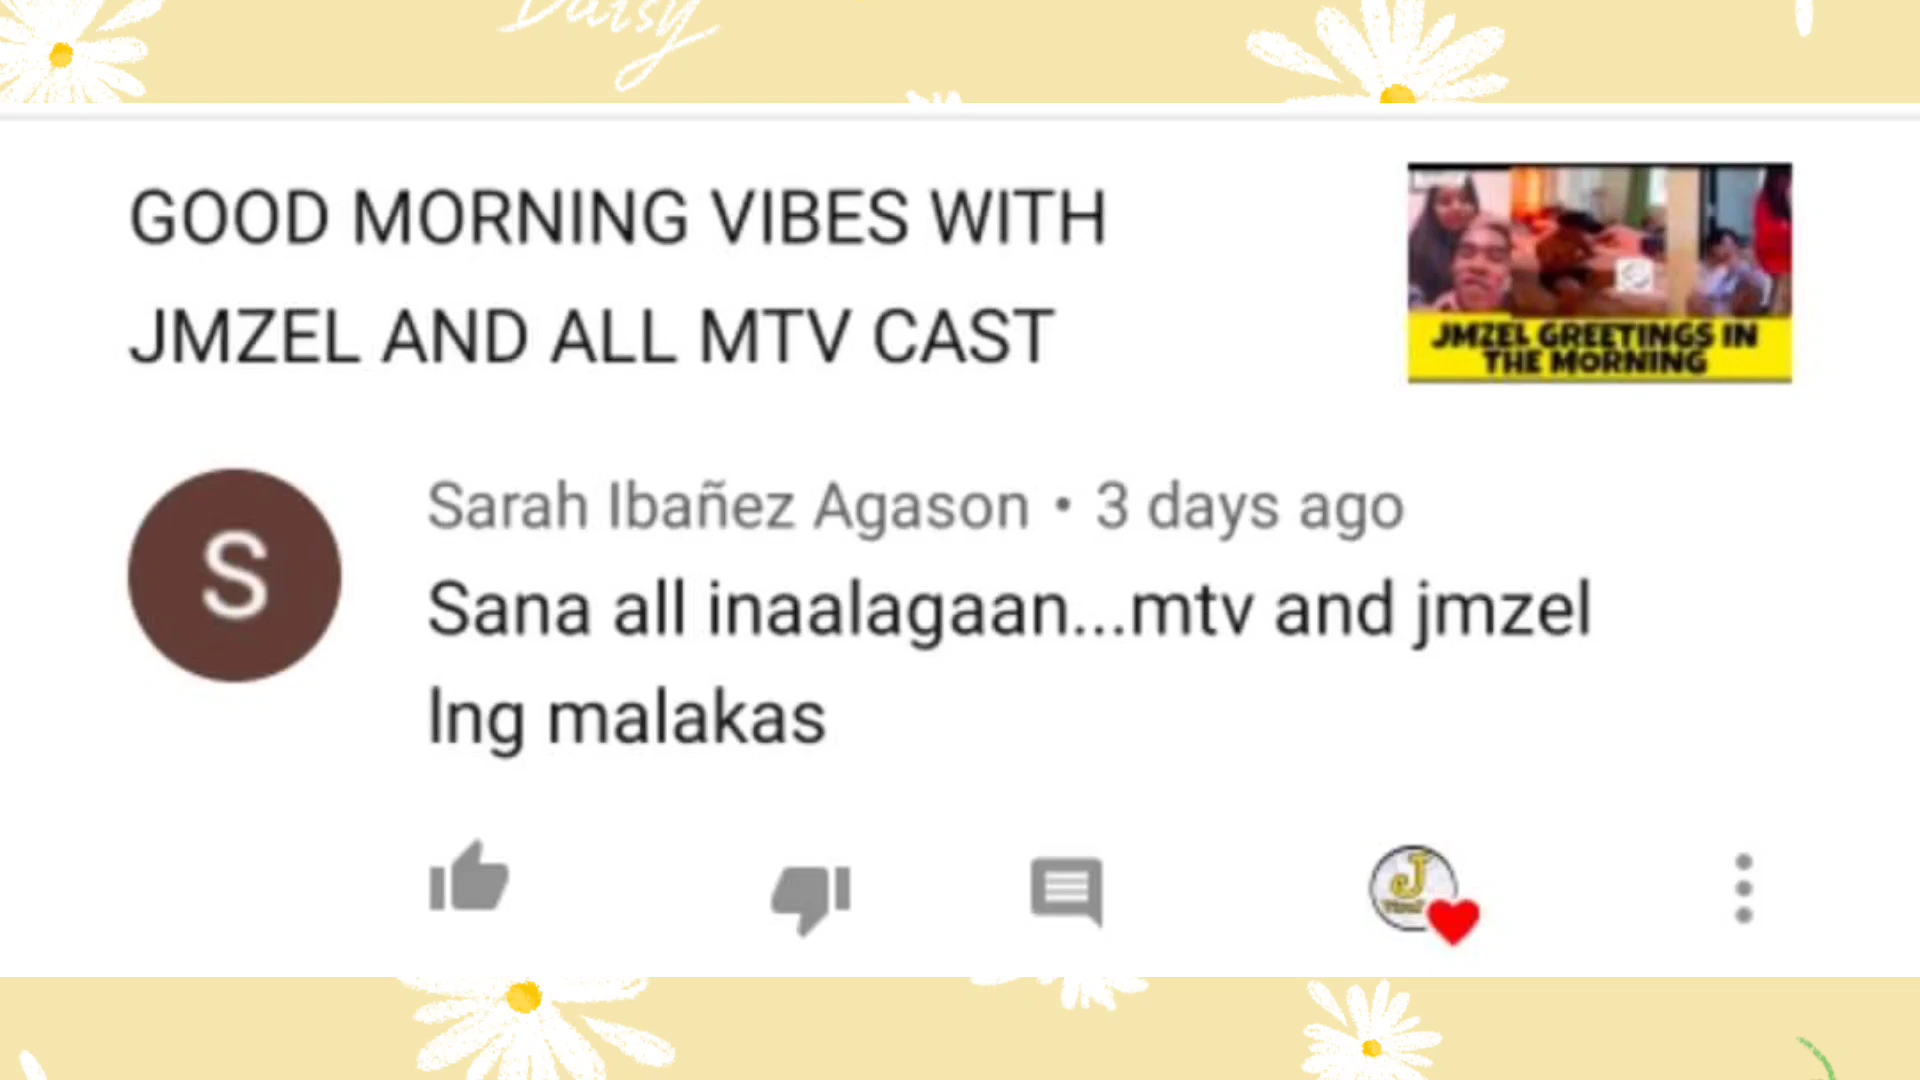 Daisy
GOOD MORNING VIBES WITH
JMZEL AND ALL MTV CAST
JMZEL GREETINGS IN
THE MORNING
S
Sarah Ibañez Agason • 3 days ago
Sana all inaalagaan...mtv and jmzel
lng malakas
J